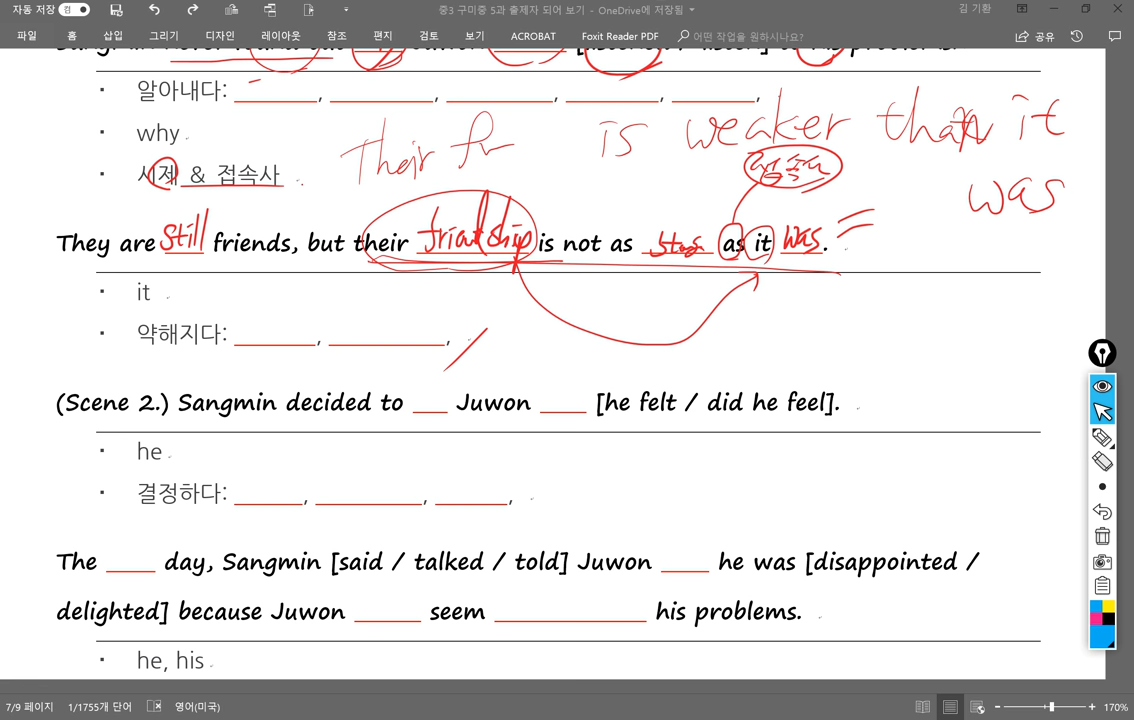 자동 저장 컴 중3 구미중 5과 출제자 되어 보기 - OneDrive에 저장됨 김 기환
파일 홈 삽입 그리기 디자인 레이아웃 참조 편지 검토 보기 ACROBAT Foxit Reader PDF 어떤 작업을 원하시나요? 공유
· 알아내다: ______, ________, ________, _______, ______,
· why
Their is weaker than it
· 시제 & 접속사 접속사
was
They are still friends, but their friendship is not as ______ as it was.
· it
· 약해지다: ______, _________,
(Scene 2.) Sangmin decided to ___ Juwon ____ [he felt / did he feel].
· he
· 결정하다: _____, ________, _____,
The ____ day, Sangmin [said / talked / told] Juwon ____ he was [disappointed /
delighted] because Juwon _____ seem ____________ his problems.
· he, his
7/9 페이지 1/1755개 단어 영어(미국) 170%